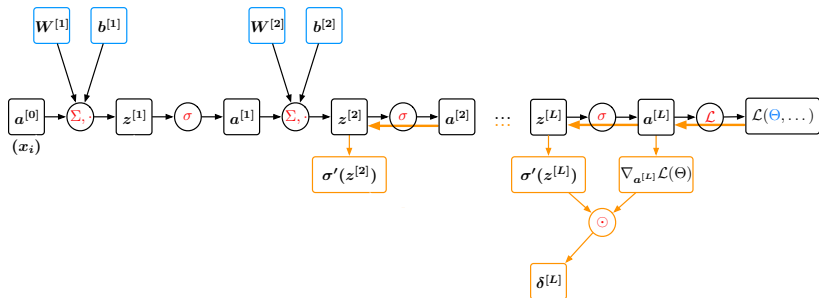 W^{[1]} b^{[1]} W^{[2]} b^{[2]}
a^{[0]} Σ, · z^{[1]} σ a^{[1]} Σ, · z^{[2]} σ a^{[2]} ... z^{[L]} σ a^{[L]} ℒ ℒ(Θ, . . . )
(x_i)
σ′(z^{[2]}) σ′(z^{[L]}) ∇_{a^{[L]}}ℒ(Θ)
⊙
δ^{[L]}